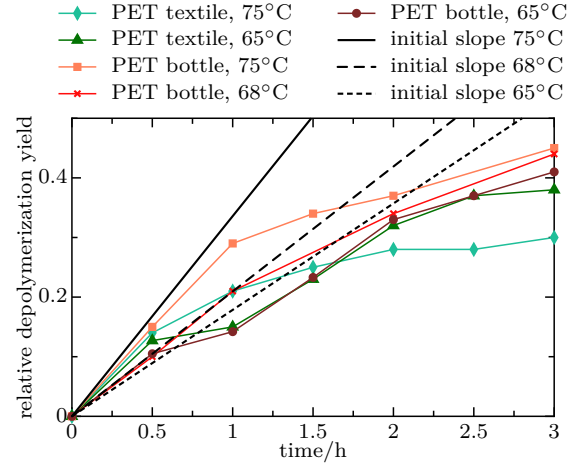 PET textile, 75°C
PET textile, 65°C
PET bottle, 75°C
PET bottle, 68°C
PET bottle, 65°C
initial slope 75°C
initial slope 68°C
initial slope 65°C
relative depolymerization yield
0.4
0.2
0
0 0.5 1 1.5 2 2.5 3
time/h